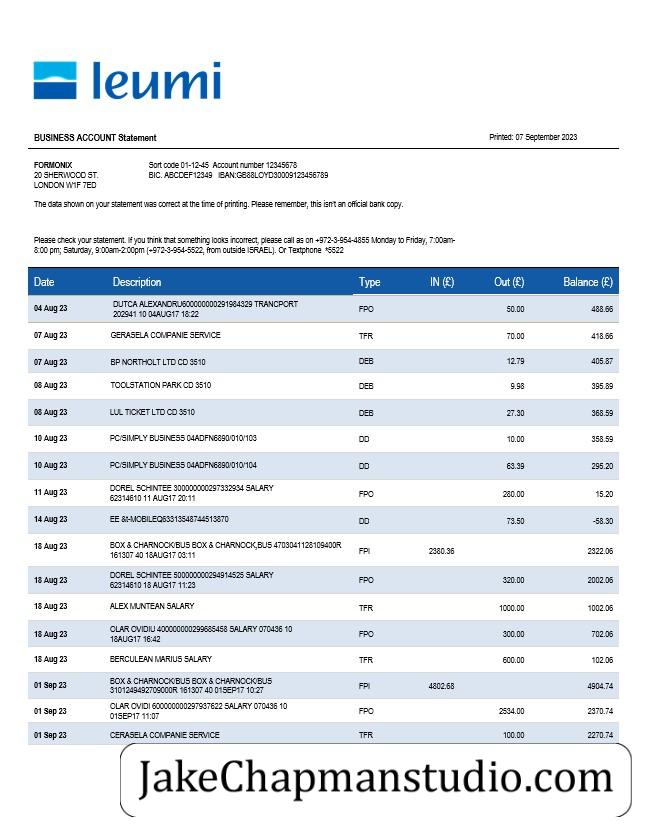 leumi
BUSINESS ACCOUNT Statement Printed: 07 September 2023
FORMONIX Sort code 01-12-45 Account number 12345678
20 SHERWOOD ST. BIC. ABCDEF12349 IBAN:GB88LOYD30009123456789
LONDON W1F 7ED
The data shown on your statement was correct at the time of printing. Please remember, this isn't an official bank copy.
Please check your statement. If you think that something looks incorrect, please call as on +972-3-954-4855 Monday to Friday, 7:00am-
8:00 pm; Saturday, 9:00am-2:00pm (+972-3-954-5522, from outside ISRAEL). Or Textphone *5522
Date Description Type IN (£) Out (£) Balance (£)
04 Aug 23 DUTCA ALEXANDRU600000000291984329 TRANCPORT FPO 50.00 488.66
202941 10 04AUG17 18:22
07 Aug 23 GERASELA COMPANIE SERVICE TFR 70.00 418.66
07 Aug 23 BP NORTHOLT LTD CD 3510 DEB 12.79 405.87
08 Aug 23 TOOLSTATION PARK CD 3510 DEB 9.98 395.89
08 Aug 23 LUL TICKET LTD CD 3510 DEB 27.30 368.59
10 Aug 23 PC/SIMPLY BUSINESS 04ADFN6890/010/103 DD 10.00 358.59
10 Aug 23 PC/SIMPLY BUSINESS 04ADFN6890/010/104 DD 63.39 295.20
11 Aug 23 DOREL SCHINTEE 300000000297332934 SALARY FPO 280.00 15.20
62314610 11 AUG17 20:11
14 Aug 23 EE &t-MOBILEQ63313548744513870 DD 73.50 -58.30
18 Aug 23 BOX & CHARNOCK/BUS BOX & CHARNOCK,BUS 4703041128109400R FPI 2380.36 2322.06
161307 40 18AUG17 03:11
18 Aug 23 DOREL SCHINTEE 500000000294914525 SALARY FPO 320.00 2002.06
62314610 18 AUG17 11:23
18 Aug 23 ALEX MUNTEAN SALARY TFR 1000.00 1002.06
18 Aug 23 OLAR OVIDIU 400000000299685458 SALARY 070436 10 FPO 300.00 702.06
18AUG17 16:42
18 Aug 23 BERCULEAN MARIUS SALARY TFR 600.00 102.06
01 Sep 23 BOX & CHARNOCK/BUS BOX & CHARNOCK/BUS FPI 4802.68 4904.74
3101249492709000R 161307 40 01SEP17 10:27
01 Sep 23 OLAR OVIDI 600000000297937622 SALARY 070436 10 FPO 2534.00 2370.74
01SEP17 11:07
01 Sep 23 CERASELA COMPANIE SERVICE TFR 100.00 2270.74
JakeChapmanstudio.com